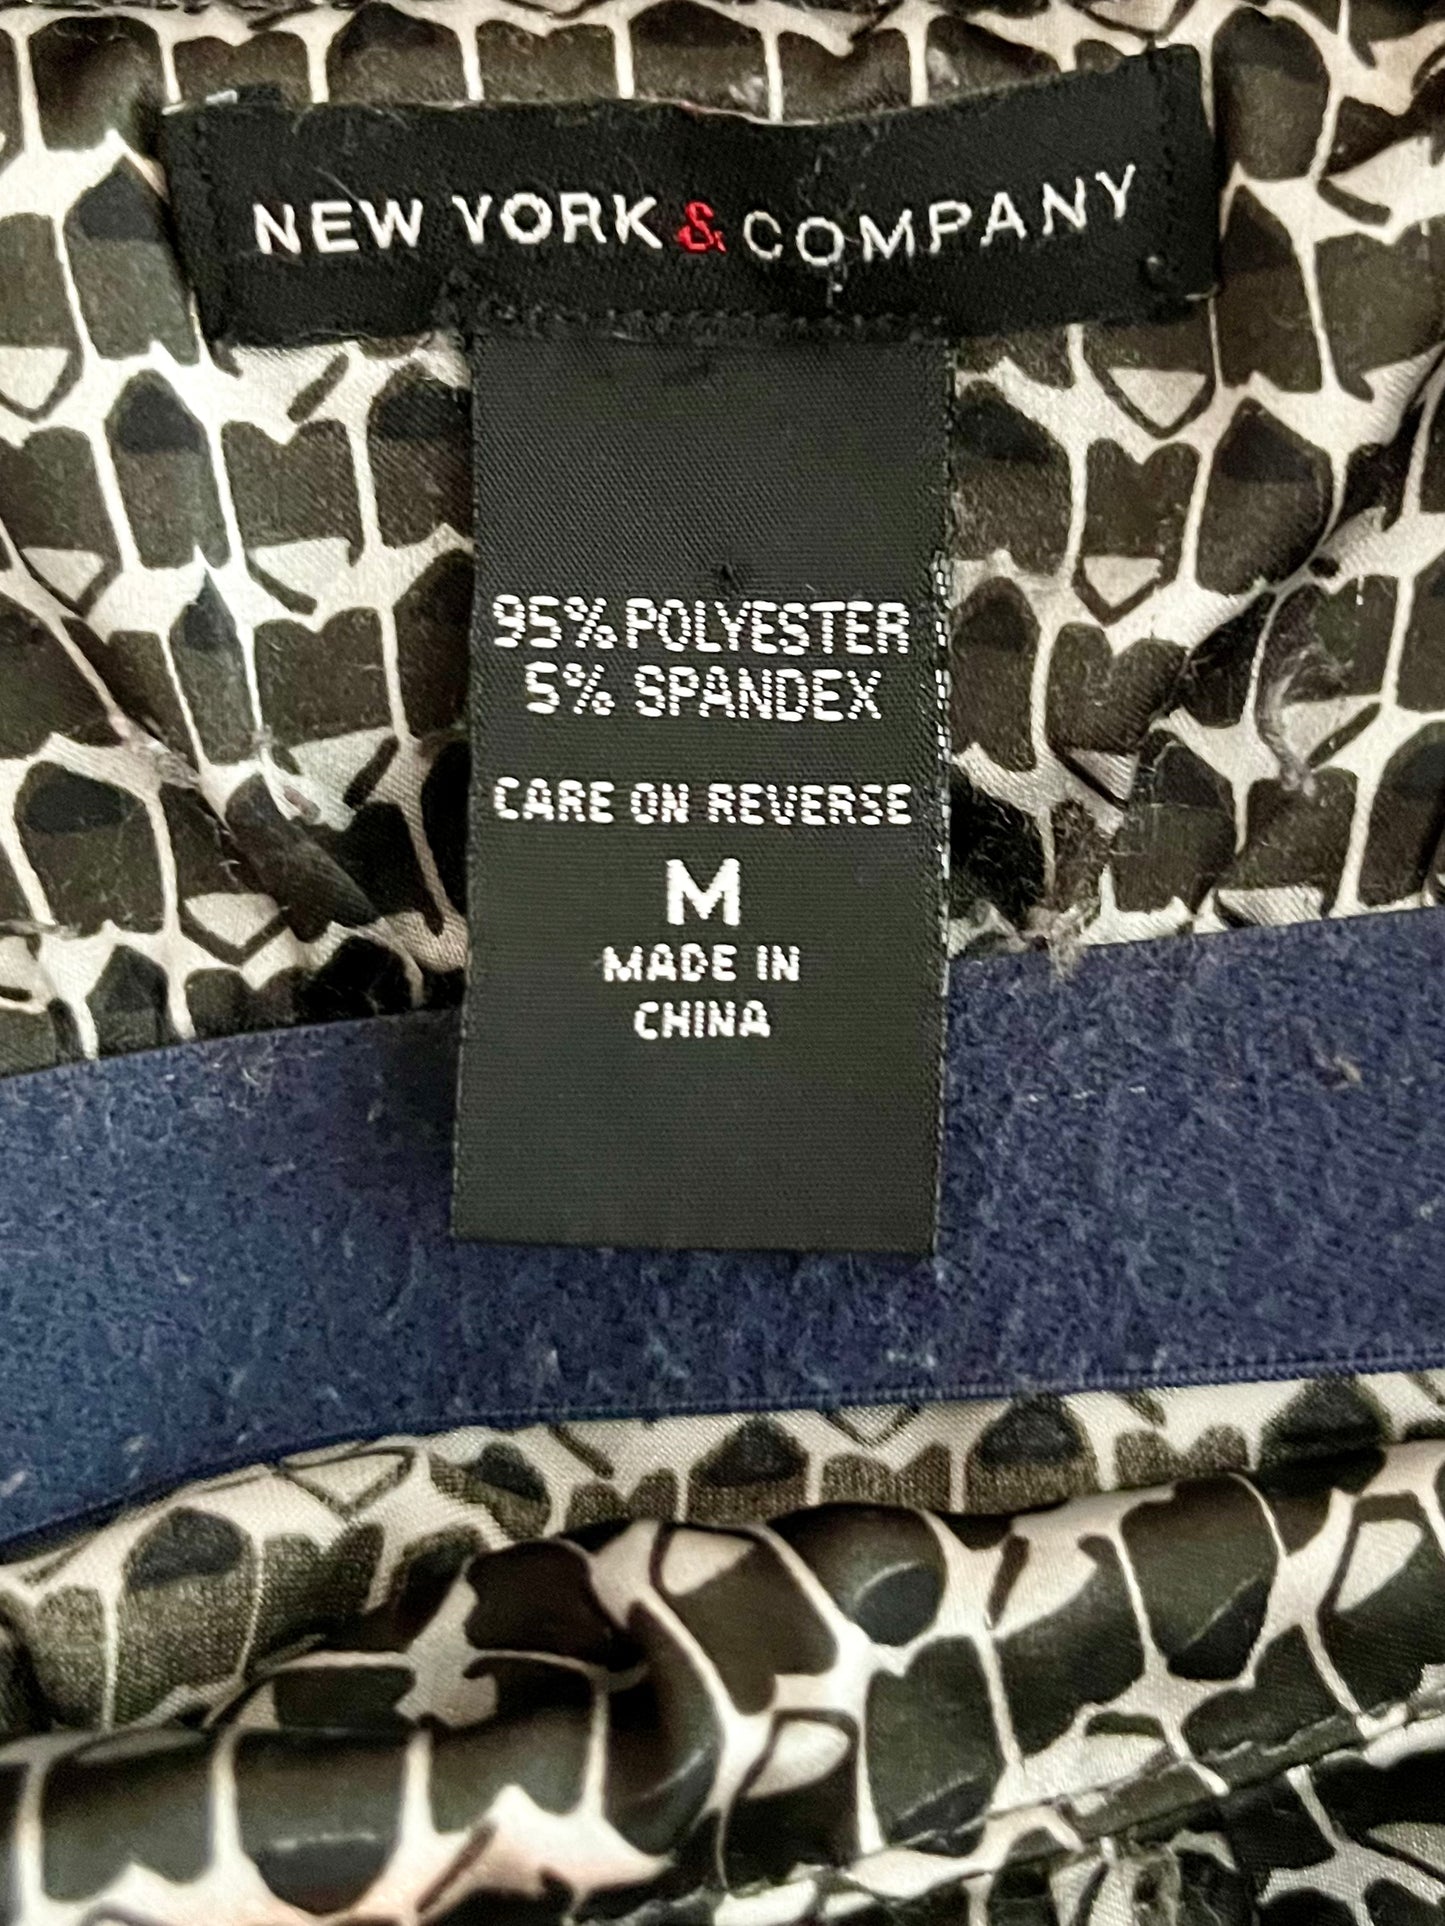 NEW YORK & COMPANY
95% POLYESTER
5% SPANDEX
CARE ON REVERSE
M
MADE IN
CHINA